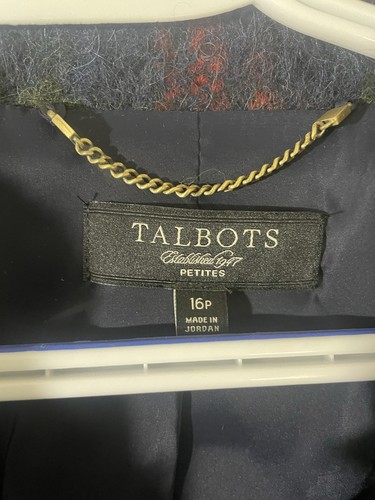 TALBOTS
Established 1947
PETITES
16P
MADE IN
JORDAN